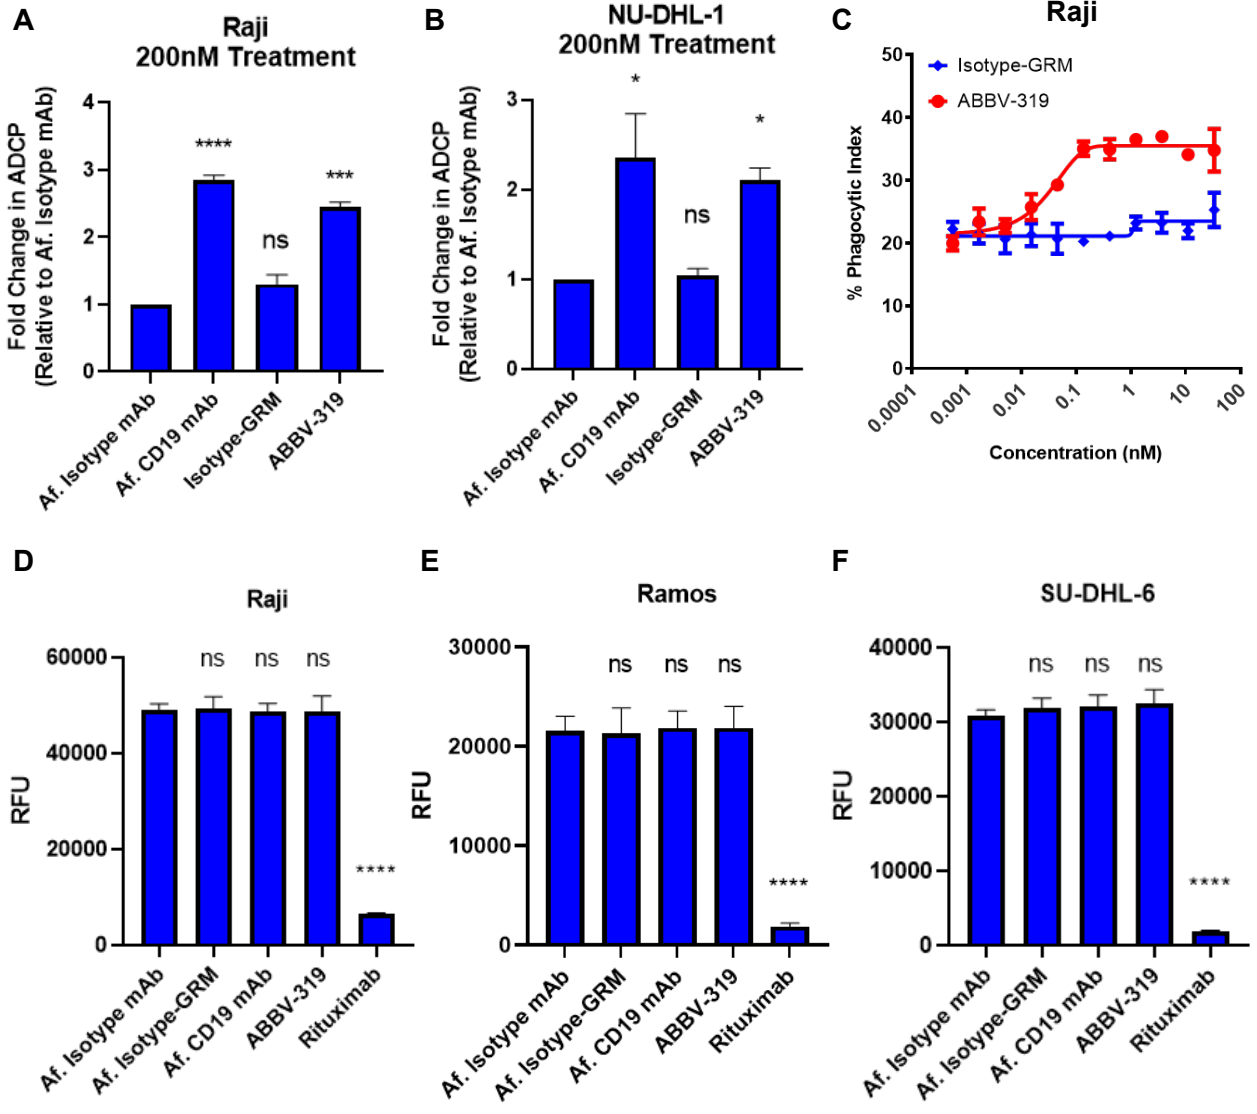 A
Raji
200nM Treatment
Fold Change in ADCP
(Relative to Af. Isotype mAb)
4
3
2
1
0
****
ns
***
Af. Isotype mAb
Af. CD19 mAb
Isotype-GRM
ABBV-319
B
NU-DHL-1
200nM Treatment
Fold Change in ADCP
(Relative to Af. Isotype mAb)
3
2
1
0
*
ns
*
Af. Isotype mAb
Af. CD19 mAb
Isotype-GRM
ABBV-319
C
Raji
% Phagocytic Index
50
40
30
20
10
0
Isotype-GRM
ABBV-319
0.0001
0.001
0.01
0.1
1
10
100
Concentration (nM)
D
Raji
RFU
60000
40000
20000
0
ns
ns
ns
****
Af. Isotype mAb
Af. Isotype-GRM
Af. CD19 mAb
ABBV-319
Rituximab
E
Ramos
RFU
30000
20000
10000
0
ns
ns
ns
****
Af. Isotype mAb
Af. Isotype-GRM
Af. CD19 mAb
ABBV-319
Rituximab
F
SU-DHL-6
RFU
40000
30000
20000
10000
0
ns
ns
ns
****
Af. Isotype mAb
Af. Isotype-GRM
Af. CD19 mAb
ABBV-319
Rituximab